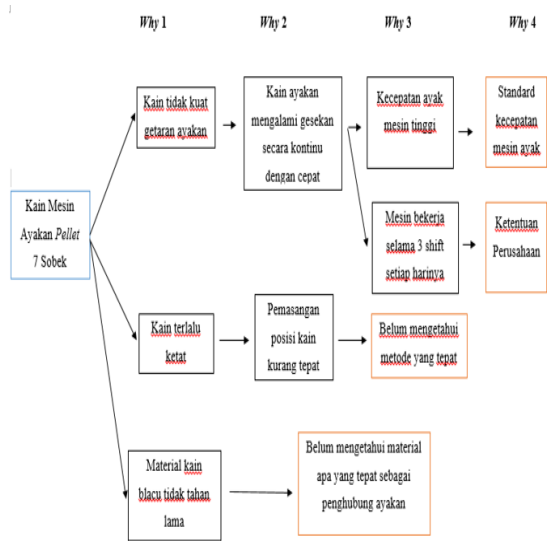 Why 1
Why 2
Why 3
Why 4
Kain Mesin
Ayakan Pellet
7 Sobek
Kain tidak kuat
getaran ayakan
Kain ayakan
mengalami gesekan
secara kontinu
dengan cepat
Kecepatan ayak
mesin tinggi
Standard
kecepatan
mesin ayak
Mesin bekerja
selama 3 shift
setiap harinya
Ketentuan
Perusahaan
Kain terlalu
ketat
Pemasangan
posisi kain
kurang tepat
Belum mengetahui
metode yang tepat
Material kain
blacu tidak tahan
lama
Belum mengetahui material
apa yang tepat sebagai
penghubung ayakan